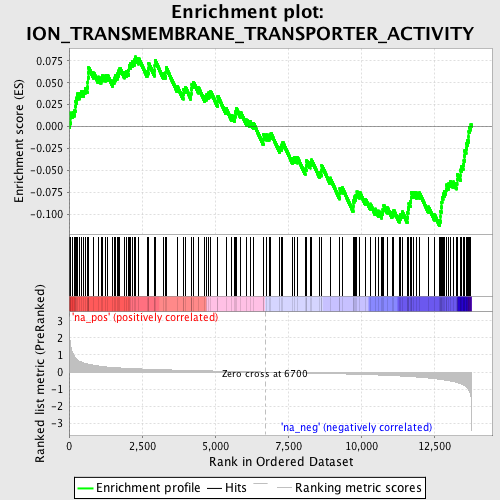 Enrichment plot:
ION_TRANSMEMBRANE_TRANSPORTER_ACTIVITY
Enrichment score (ES)
0.075
0.050
0.025
0.000
-0.025
-0.050
-0.075
-0.100
Ranked list metric (PreRanked)
'na_pos' (positively correlated)
3
2
1
0
-1
-2
-3
Zero cross at 6700
'na_neg' (negatively correlated)
0
2,500
5,000
7,500
10,000
12,500
Rank in Ordered Dataset
Enrichment profile
Hits
Ranking metric scores